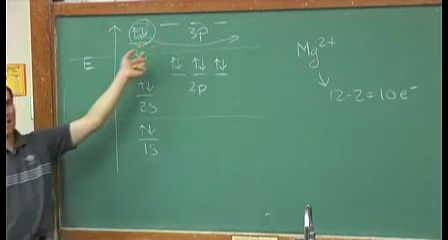 ↑↓
3p
E
↑↓ ↑↓ ↑↓
2p
↑↓
2s
↑↓
1s
Mg²⁺
↓
12-2=10e⁻